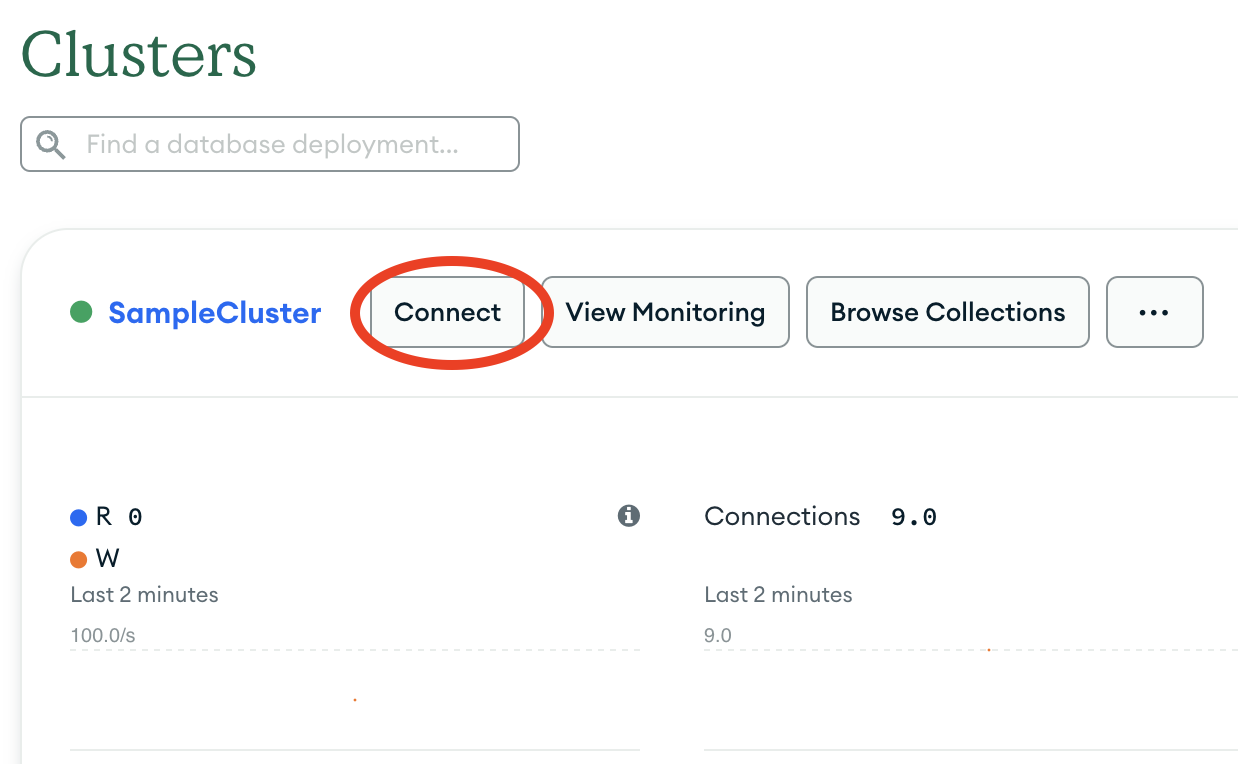 Clusters
Find a database deployment...
SampleCluster Connect View Monitoring Browse Collections ...
R 0 Connections 9.0
W
Last 2 minutes Last 2 minutes
100.0/s 9.0